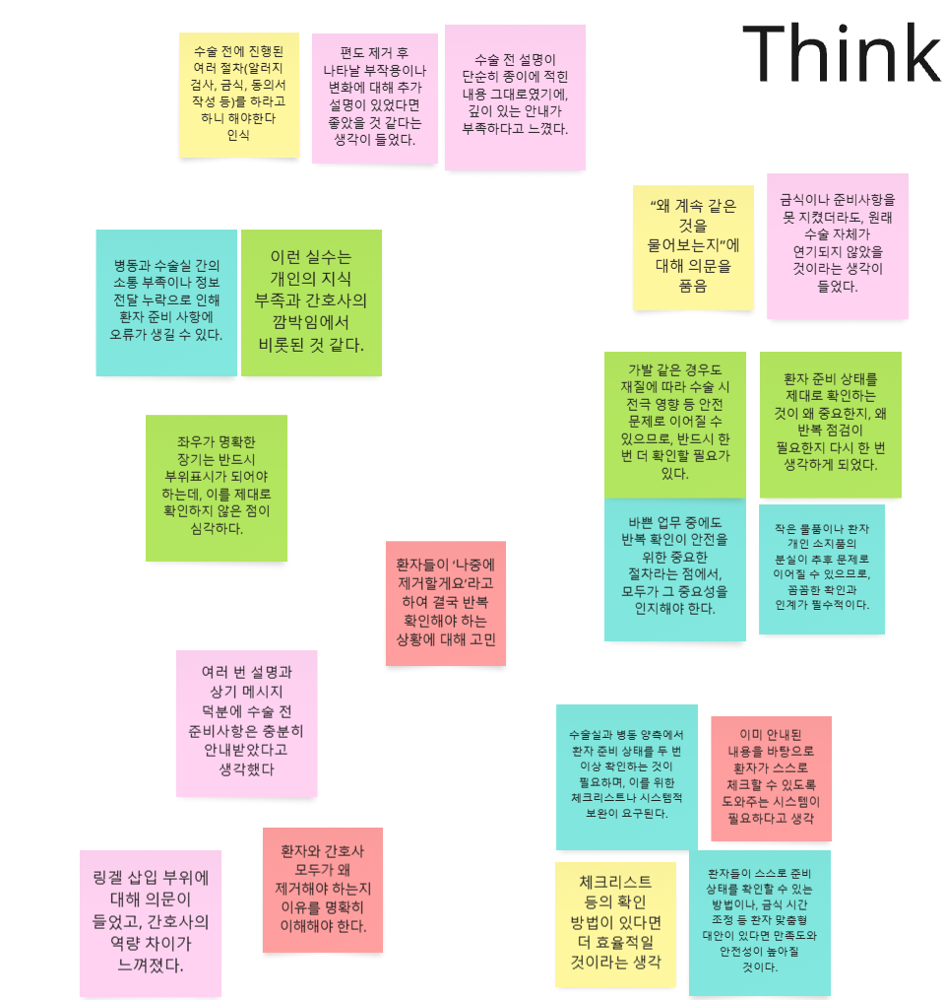 Think
수술 전에 진행된
여러 절차(알러지
검사, 금식, 동의서
작성 등)를 하라고
하니 해야한다
인식
편도 제거 후
나타날 부작용이나
변화에 대해 추가
설명이 있었다면
좋았을 것 같다는
생각이 들었다.
수술 전 설명이
단순히 종이에 적힌
내용 그대로였기에,
깊이 있는 안내가
부족하다고 느꼈다.
“왜 계속 같은
것을
물어보는지”에
대해 의문을
품음
금식이나 준비사항을
못 지켰더라도, 원래
수술 자체가
연기되지 않았을
것이라는 생각이
들었다.
병동과 수술실 간의
소통 부족이나 정보
전달 누락으로 인해
환자 준비 사항에
오류가 생길 수 있다.
이런 실수는
개인의 지식
부족과 간호사의
깜박임에서
비롯된 것 같다.
가발 같은 경우도
재질에 따라 수술 시
전극 영향 등 안전
문제로 이어질 수
있으므로, 반드시 한
번 더 확인할 필요가
있다.
환자 준비 상태를
제대로 확인하는
것이 왜 중요한지, 왜
반복 점검이
필요한지 다시 한 번
생각하게 되었다.
좌우가 명확한
장기는 반드시
부위표시가 되어야
하는데, 이를 제대로
확인하지 않은 점이
심각하다.
바쁜 업무 중에도
반복 확인이 안전을
위한 중요한
절차라는 점에서,
모두가 그 중요성을
인지해야 한다.
작은 물품이나 환자
개인 소지품의
분실이 추후 문제로
이어질 수 있으므로,
꼼꼼한 확인과
인계가 필수적이다.
환자들이 ‘나중에
제거할게요’라고
하여 결국 반복
확인해야 하는
상황에 대해 고민
여러 번 설명과
상기 메시지
덕분에 수술 전
준비사항은 충분히
안내받았다고
생각했다
수술실과 병동 양측에서
환자 준비 상태를 두 번
이상 확인하는 것이
필요하며, 이를 위한
체크리스트나 시스템적
보완이 요구된다.
이미 안내된
내용을 바탕으로
환자가 스스로
체크할 수 있도록
도와주는 시스템이
필요하다고 생각
링겔 삽입 부위에
대해 의문이
들었고, 간호사의
역량 차이가
느껴졌다.
환자와 간호사
모두가 왜
제거해야 하는지
이유를 명확히
이해해야 한다.
체크리스트
등의 확인
방법이 있다면
더 효율적일
것이라는 생각
환자들이 스스로 준비
상태를 확인할 수 있는
방법이나, 금식 시간
조정 등 환자 맞춤형
대안이 있다면 만족도와
안전성이 높아질
것이다.